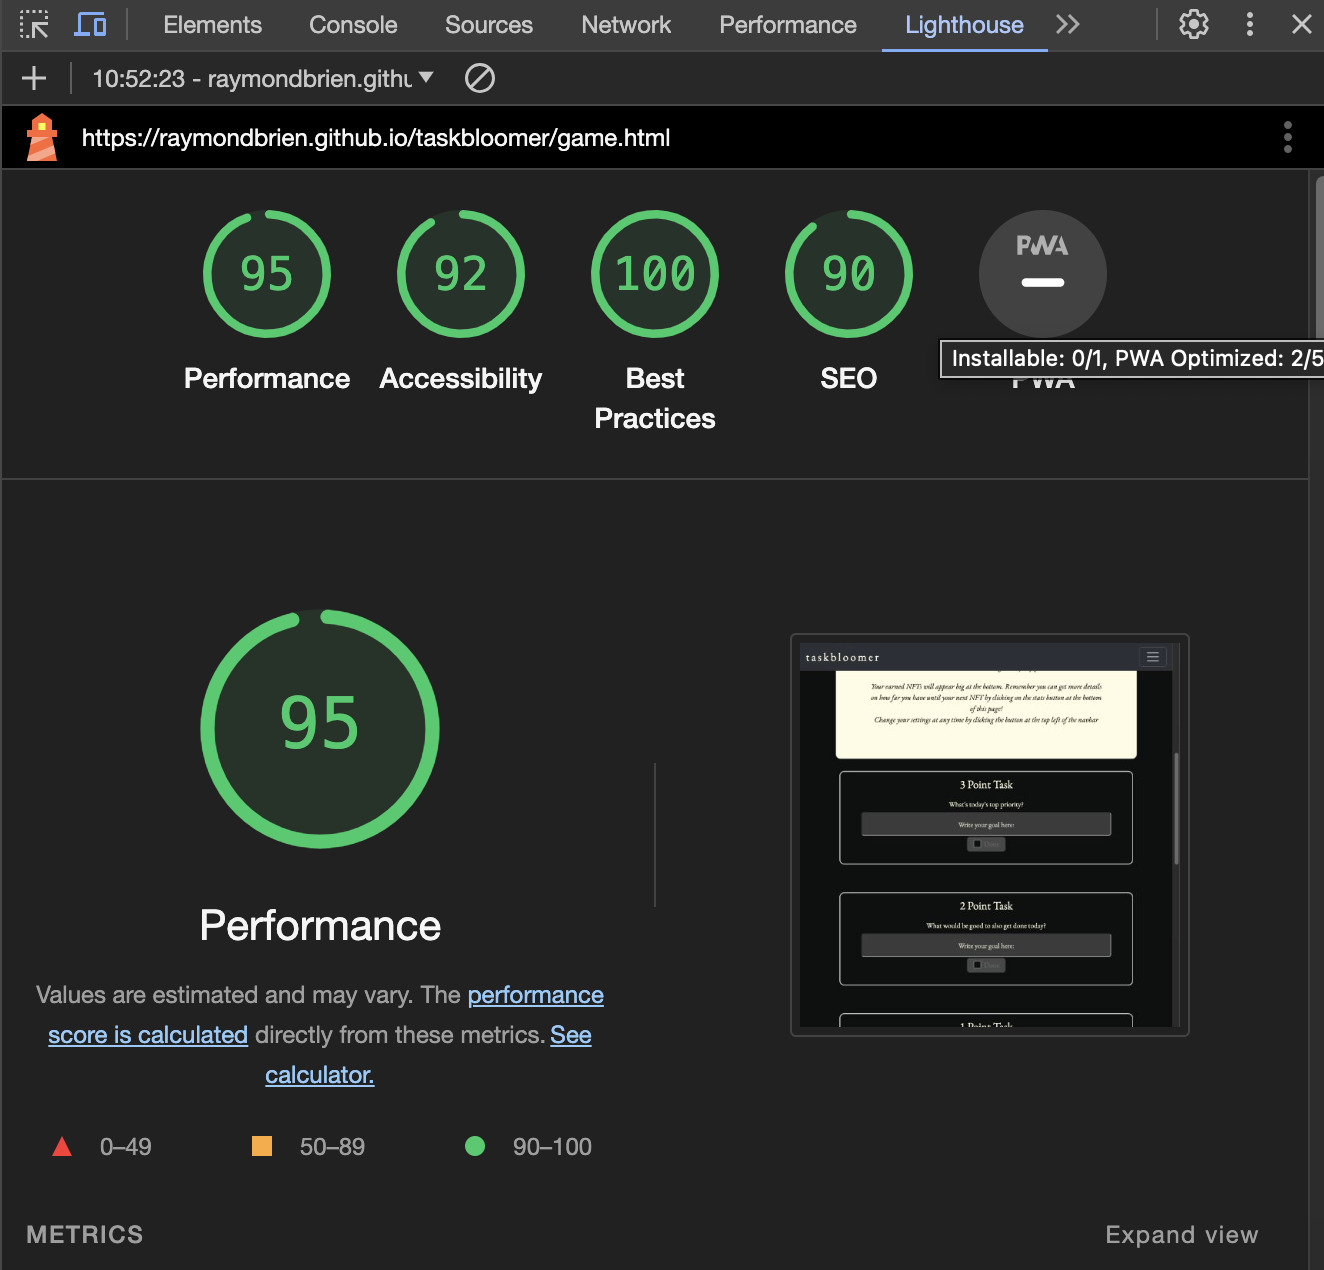 Elements Console Sources Network Performance Lighthouse
10:52:23 - raymondbrien.githu
https://raymondbrien.github.io/taskbloomer/game.html
95 92 100 90 PWA
Performance Accessibility Best Practices SEO
Installable: 0/1, PWA Optimized: 2/5
PWA
95
Performance
Values are estimated and may vary. The performance
score is calculated directly from these metrics. See
calculator.
0–49 50–89 90–100
METRICS
Expand view
taskbloomer
Your earned NFTs will appear big at the bottom. Remember you can get more details
on how far you have until your next NFT by clicking on the stats button at the bottom
of this page!
Change your settings at any time by clicking the button at the top left of the navbar
3 Point Task
What's today's top priority?
Write your goal here:
Done
2 Point Task
What would be good to also get done today?
Write your goal here:
Done
1 Point Task